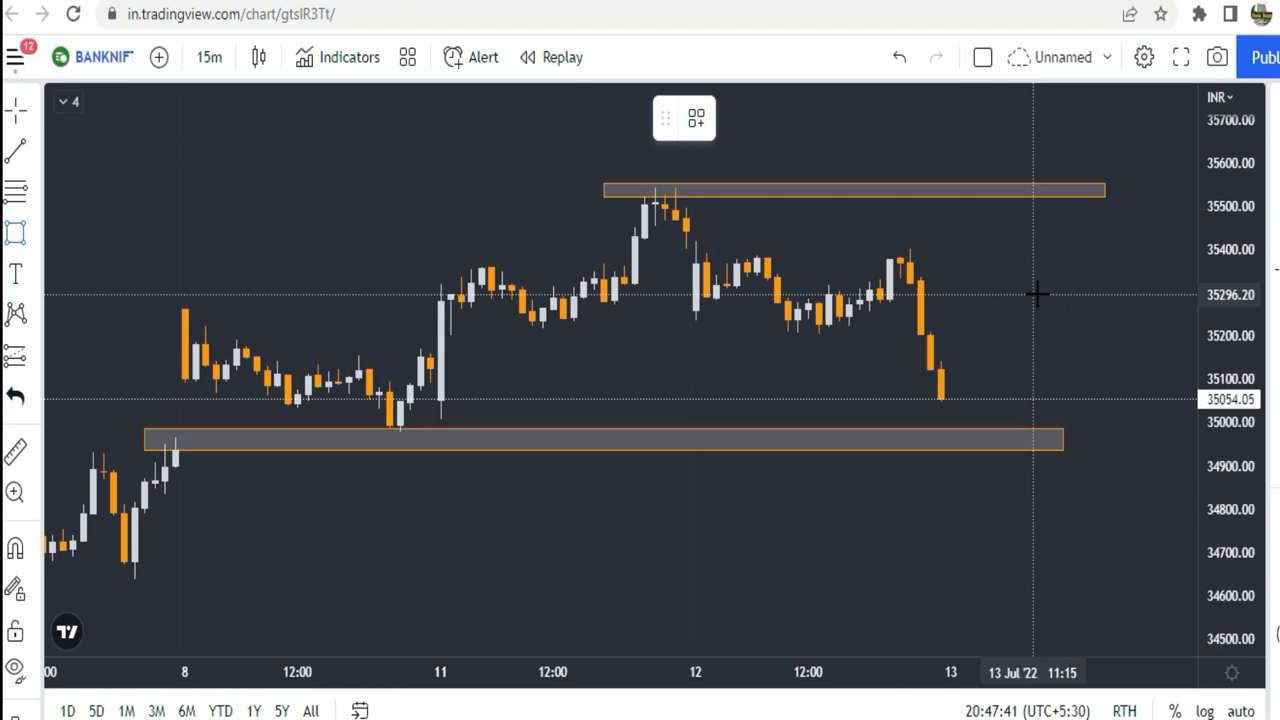 in.tradingview.com/chart/gtslR3Tt/
12
BANKNIF
15m
Indicators
Alert
Replay
Unnamed
Publ
4
INR
35700.00
35600.00
35500.00
35400.00
35296.20
35200.00
35100.00
35054.05
35000.00
34900.00
34800.00
34700.00
34600.00
34500.00
T
:00 8 12:00 11 12:00 12 12:00 13 13 Jul '22 11:15
1D 5D 1M 3M 6M YTD 1Y 5Y All
20:47:41 (UTC+5:30) RTH % log auto